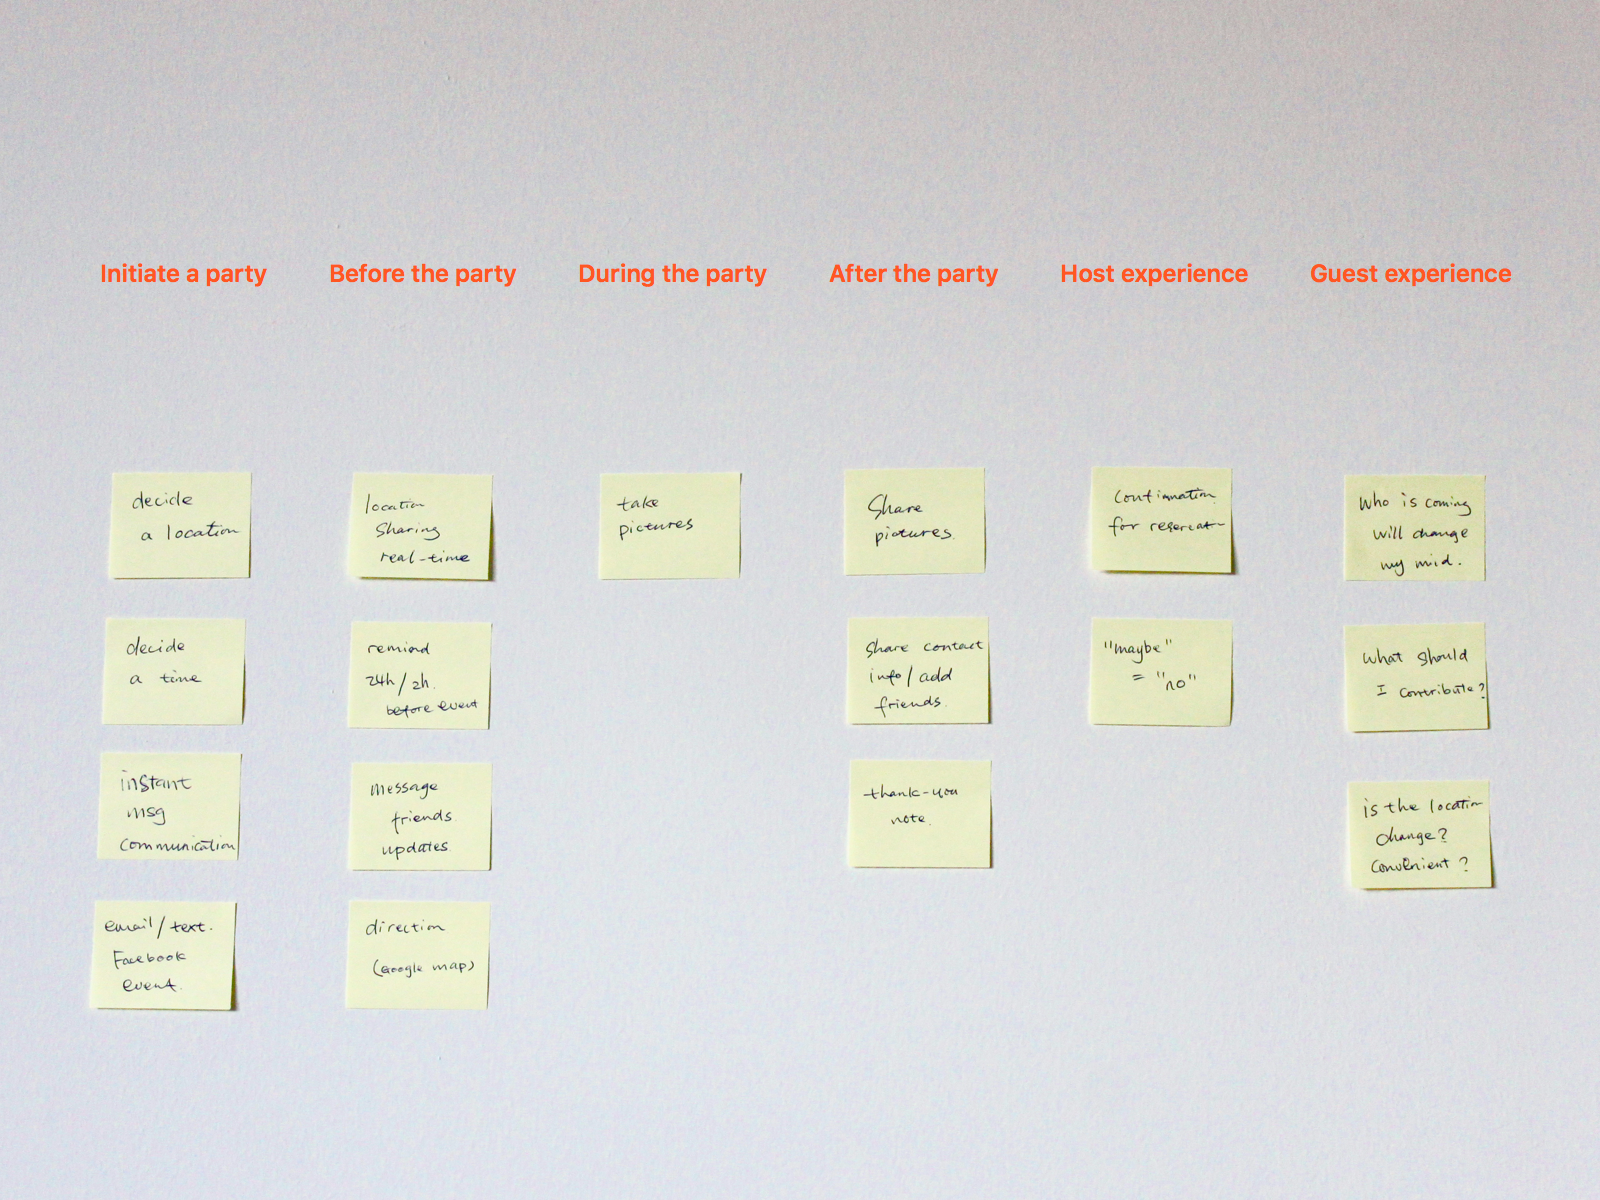 Initiate a party
Before the party
During the party
After the party
Host experience
Guest experience
decide
a location
decide
a time
instant
msg
communication
email/text.
Facebook
event.
location
Sharing
real-time
remind
24h/2h.
before event
message
friends
updates
direction
(Google map)
take
pictures
Share
pictures.
share contact
info/add
friends.
thank-you
note.
for
"maybe"
= "no"
Who is coming
will change
my mid.
What should
I contribute?
is the location
change?
convenient?